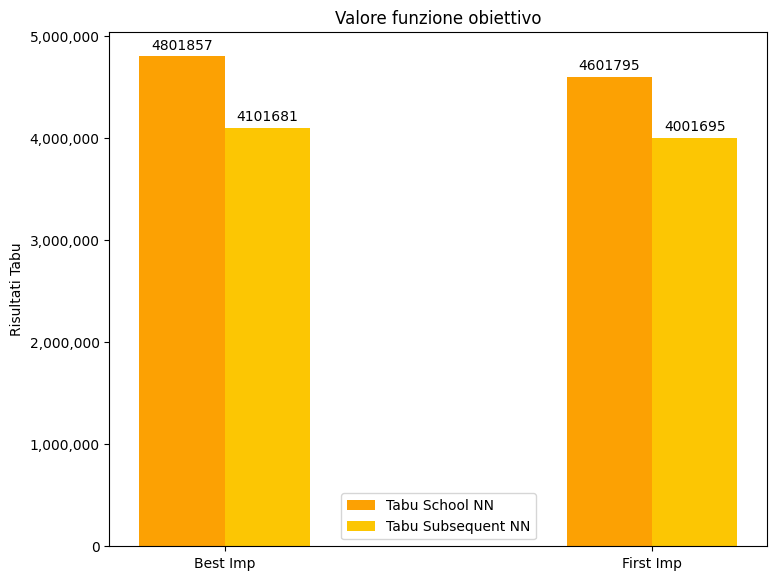 Valore funzione obiettivo
5,000,000
4,000,000
3,000,000
2,000,000
1,000,000
0
Risultati Tabu
4801857
4101681
4601795
4001695
Tabu School NN
Tabu Subsequent NN
Best Imp
First Imp